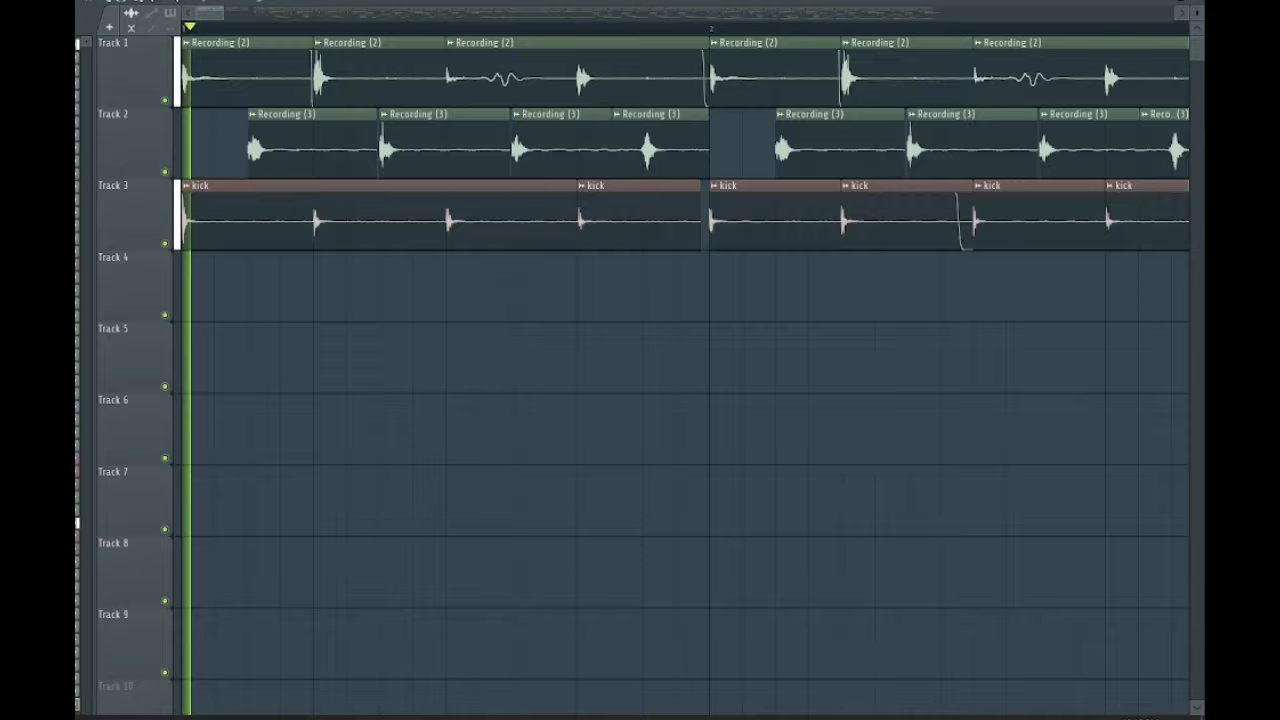 Track 1
Recording (2) Recording (2) Recording (2) Recording (2) Recording (2) Recording (2)
2
Track 2
Recording (3) Recording (3) Recording (3) Recording (3) Recording (3) Recording (3) Recording (3) Reco..(3)
Track 3
kick kick kick kick kick kick
Track 4
Track 5
Track 6
Track 7
Track 8
Track 9
Track 10